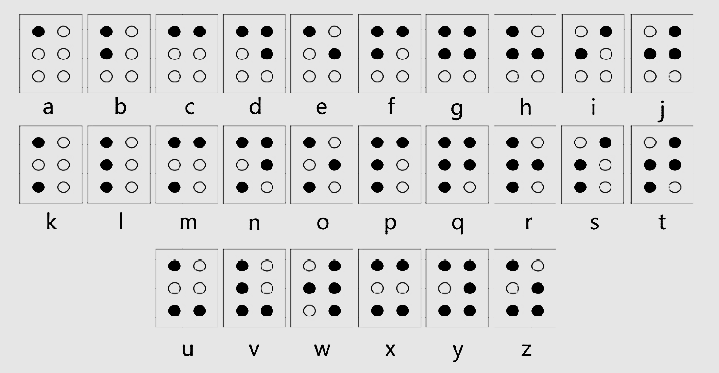 a b c d e f g h i j
k l m n o p q r s t
u v w x y z